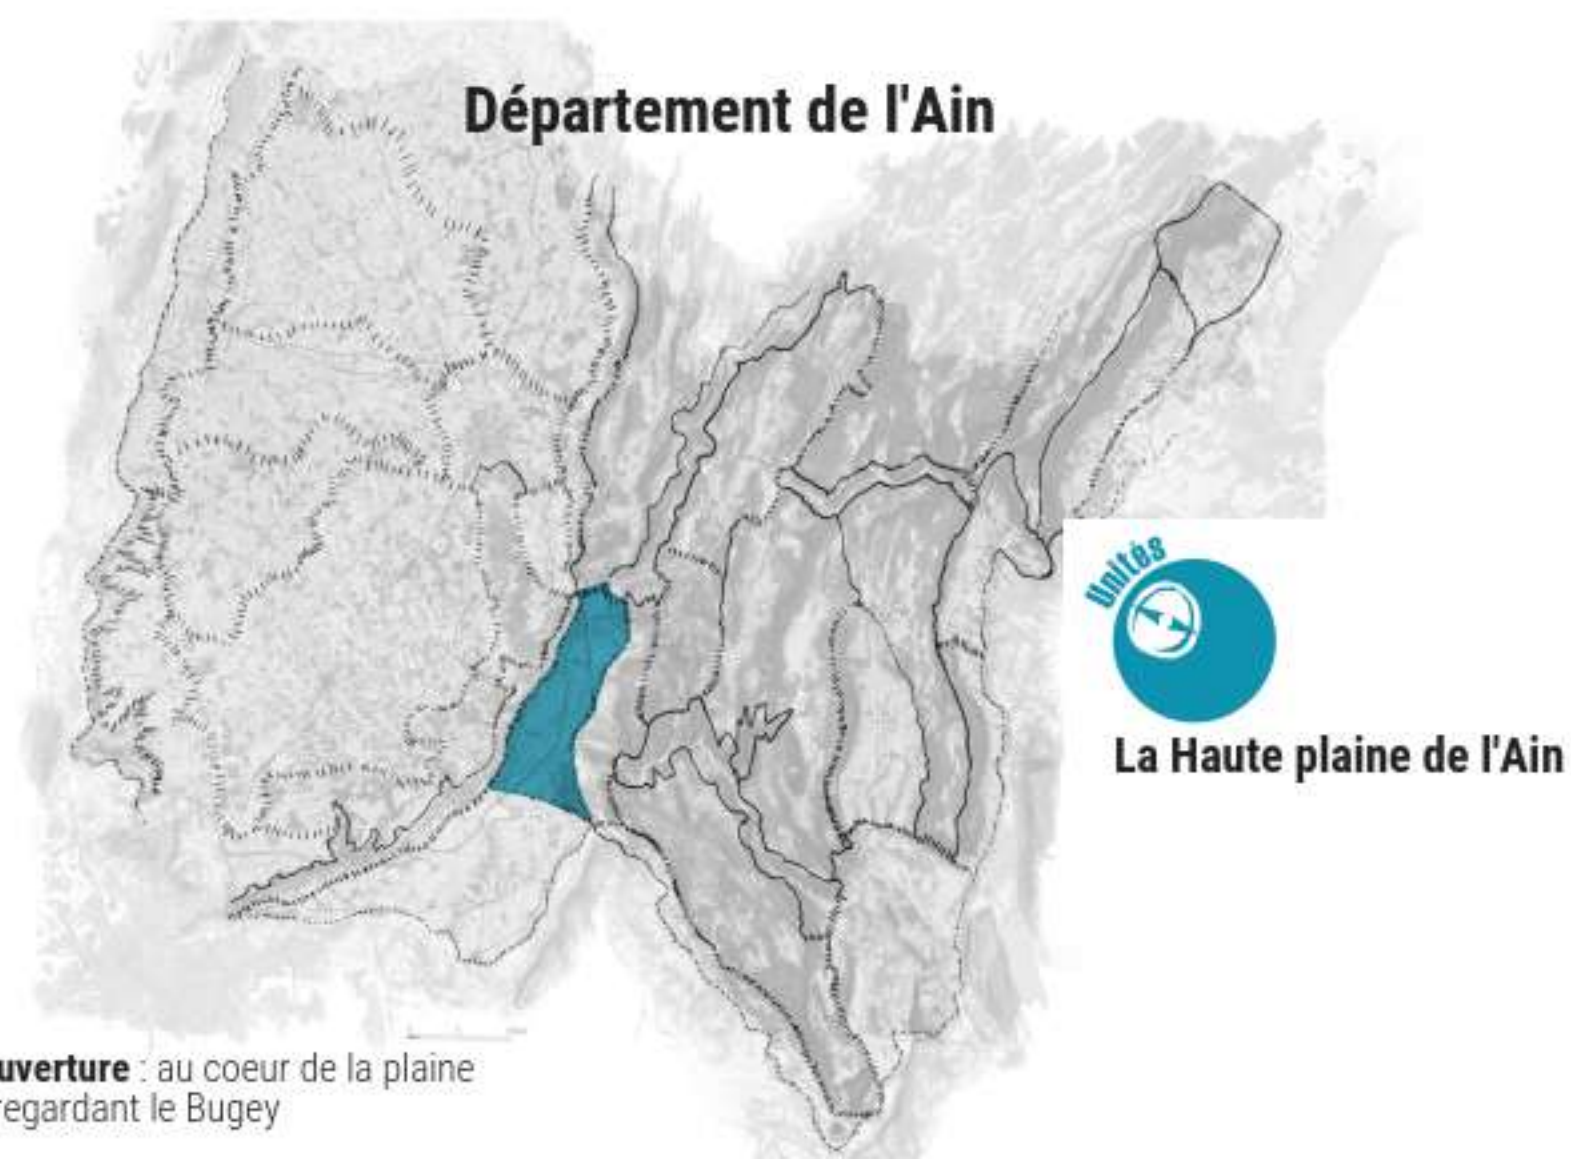 Département de l'Ain
Unités
La Haute plaine de l'Ain
uverture : au coeur de la plaine
regardant le Bugey